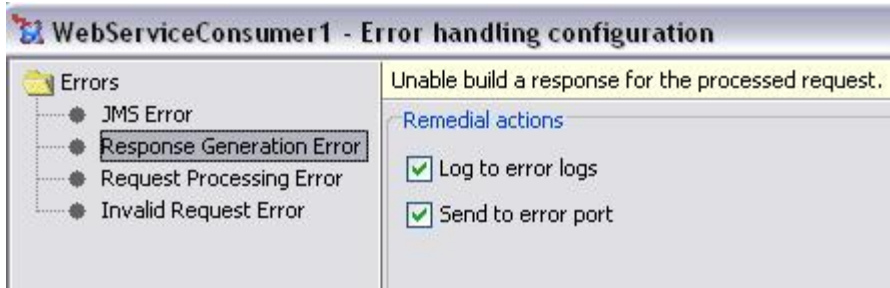 WebServiceConsumer1 - Error handling configuration
Errors
JMS Error
Response Generation Error
Request Processing Error
Invalid Request Error
Unable build a response for the processed request.
Remedial actions
Log to error logs
Send to error port